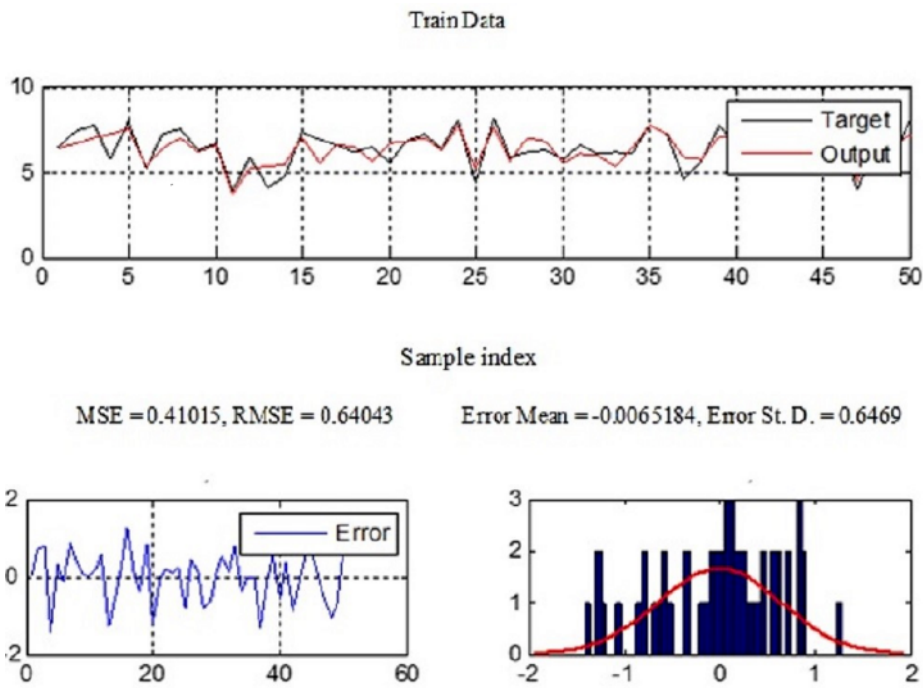 Train Data
10
5
0
Target
Output
0 5 10 15 20 25 30 35 40 45 50
Sample index
MSE = 0.41015, RMSE = 0.64043
Error Mean = -0.0065184, Error St. D. = 0.6469
2
0
-2
Error
0 20 40 60
3
2
1
0
-2 -1 0 1 2